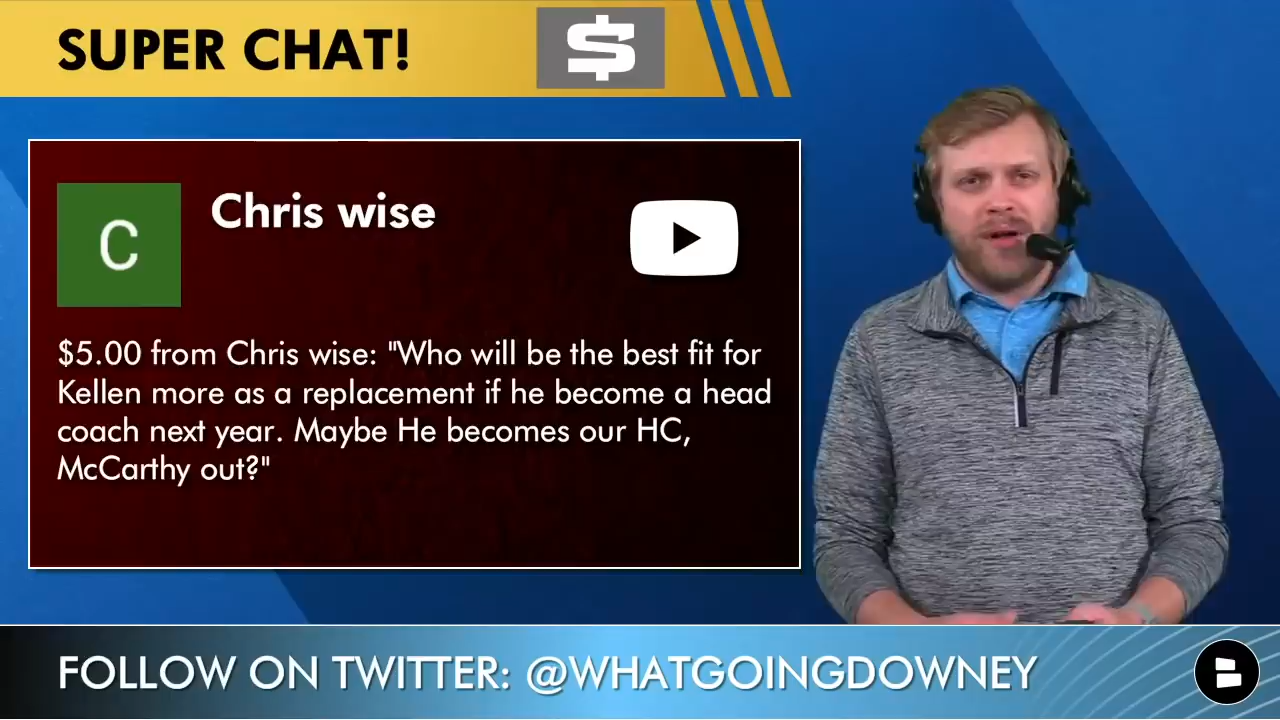 SUPER CHAT!
$
C
Chris wise
$5.00 from Chris wise: "Who will be the best fit for
Kellen more as a replacement if he become a head
coach next year. Maybe He becomes our HC,
McCarthy out?"
FOLLOW ON TWITTER: @WHATGOINGDOWNEY